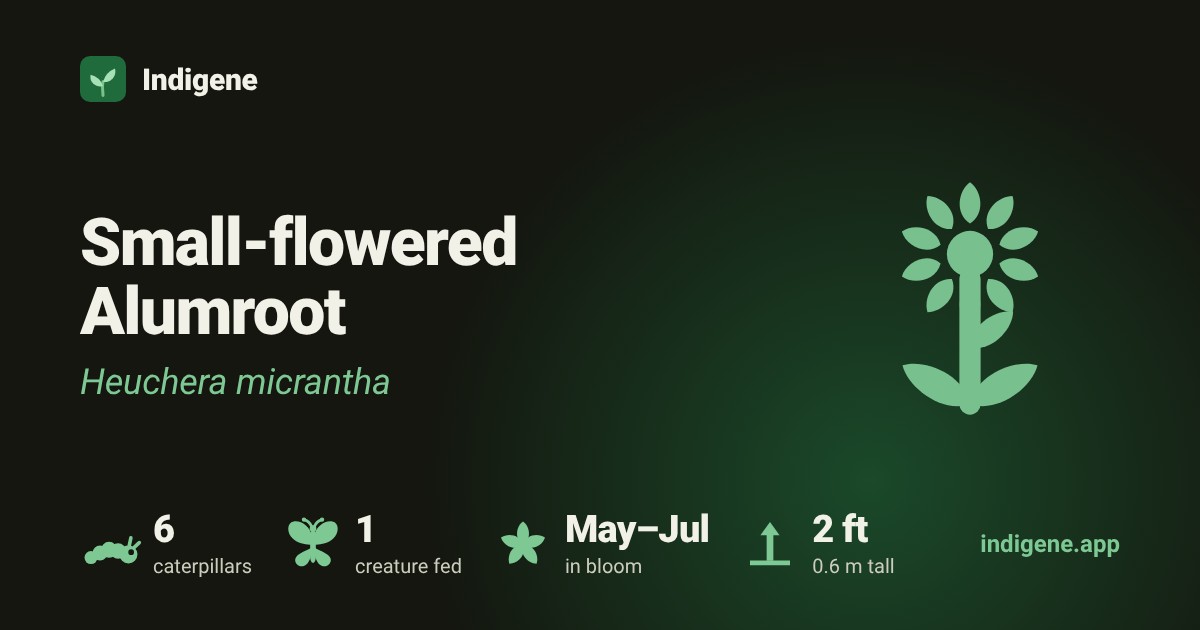 Indigene
Small-flowered
Alumroot
Heuchera micrantha
6
caterpillars
1
creature fed
May–Jul
in bloom
2 ft
0.6 m tall
indigene.app